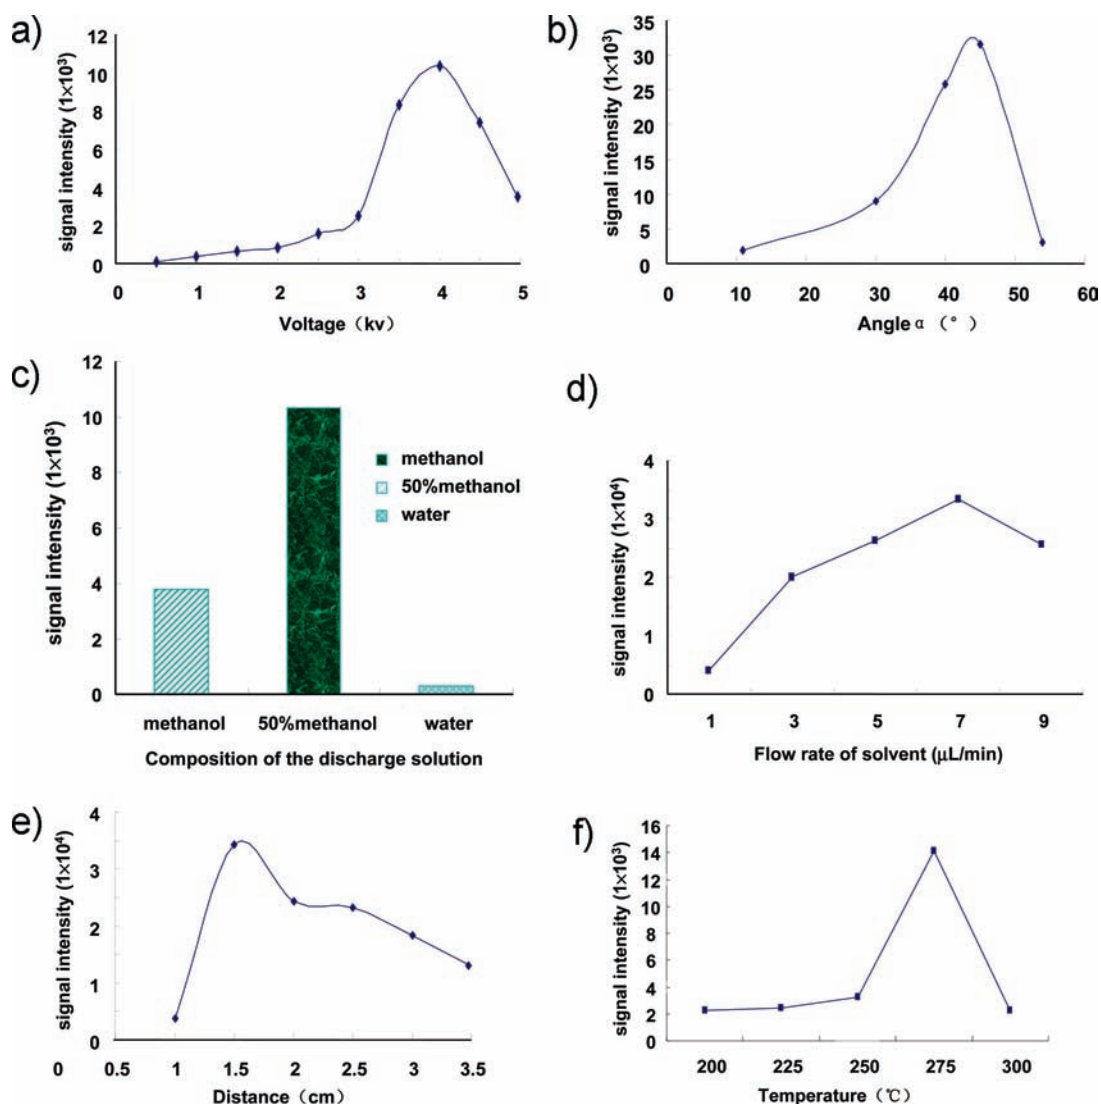 a)
signal intensity (1×10³)
12
10
8
6
4
2
0
0 1 2 3 4 5
Voltage（kv）
b)
signal intensity (1×10³)
35
30
25
20
15
10
5
0
0 10 20 30 40 50 60
Angle α （°）
c)
signal intensity (1×10³)
12
10
8
6
4
2
0
methanol
50%methanol
water
methanol 50%methanol water
Composition of the discharge solution
d)
signal intensity (1×10⁴)
4
3
2
1
0
1 3 5 7 9
Flow rate of solvent (μL/min)
e)
signal intensity (1×10⁴)
4
3
2
1
0
0 0.5 1 1.5 2 2.5 3 3.5
Distance（cm）
f)
signal intensity (1×10³)
16
14
12
10
8
6
4
2
0
200 225 250 275 300
Temperature（℃）